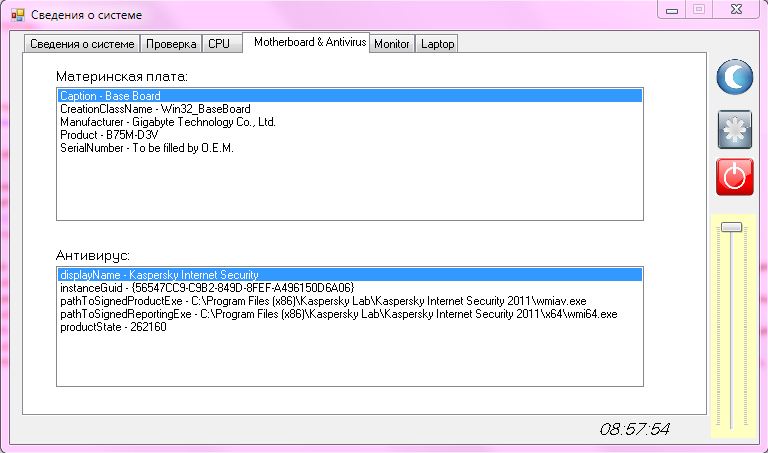 Сведения о системе
Сведения о системе Проверка CPU Motherboard & Antivirus Monitor Laptop
Материнская плата:
Caption - Base Board
CreationClassName - Win32_BaseBoard
Manufacturer - Gigabyte Technology Co., Ltd.
Product - B75M-D3V
SerialNumber - To be filled by O.E.M.
Антивирус:
displayName - Kaspersky Internet Security
instanceGuid - {56547CC9-C9B2-849D-8FEF-A496150D6A06}
pathToSignedProductExe - C:\Program Files (x86)\Kaspersky Lab\Kaspersky Internet Security 2011\wmiav.exe
pathToSignedReportingExe - C:\Program Files (x86)\Kaspersky Lab\Kaspersky Internet Security 2011\x64\wmi64.exe
productState - 262160
08:57:54